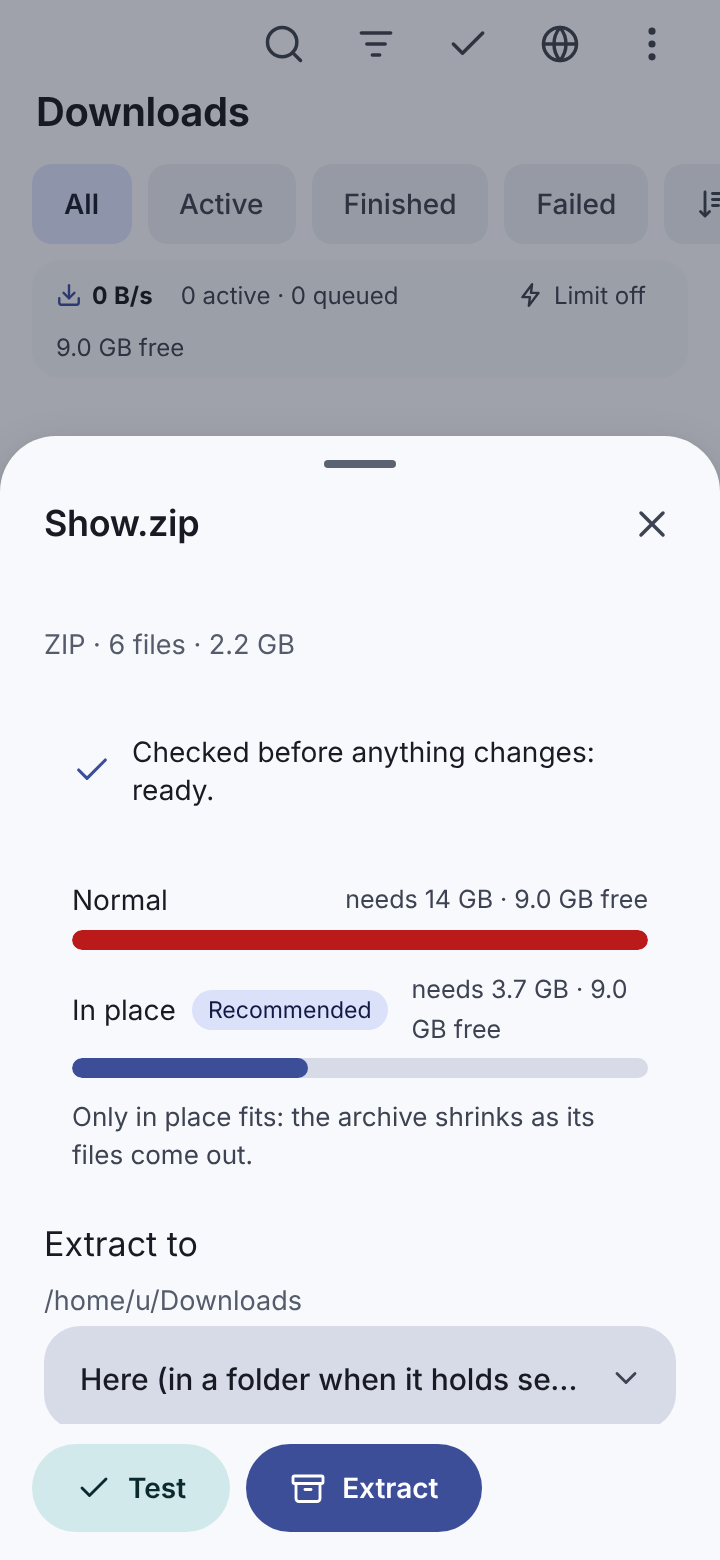 Downloads
All
Active
Finished
Failed
0 B/s
0 active · 0 queued
Limit off
9.0 GB free
Show.zip
ZIP · 6 files · 2.2 GB
Checked before anything changes:
ready.
Normal
needs 14 GB · 9.0 GB free
In place
Recommended
needs 3.7 GB · 9.0
GB free
Only in place fits: the archive shrinks as its
files come out.
Extract to
/home/u/Downloads
Here (in a folder when it holds se...
Test
Extract